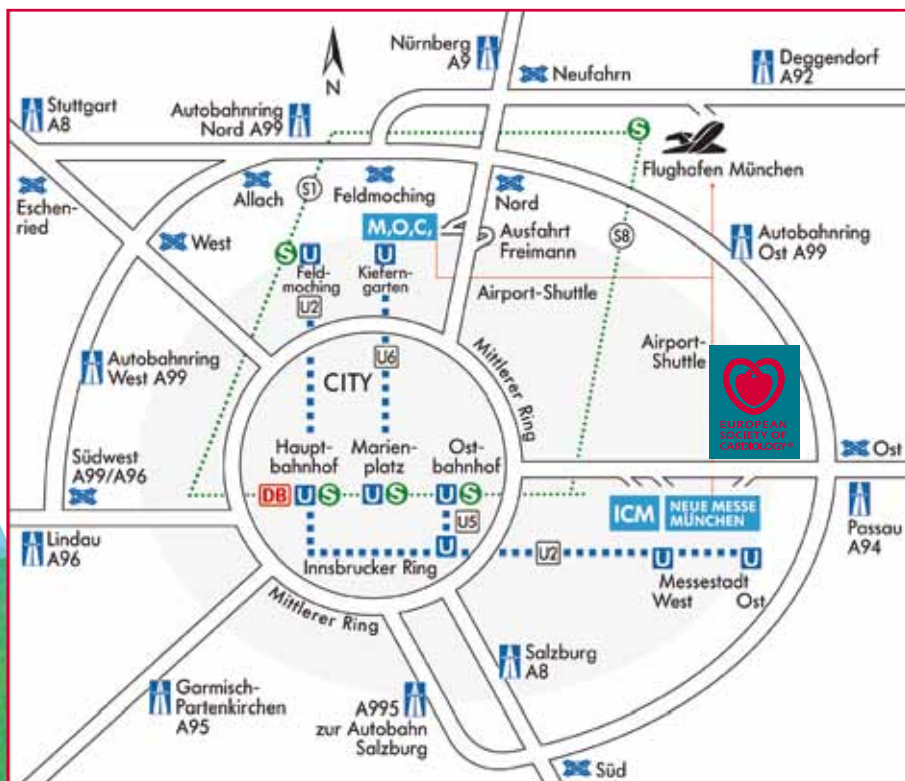 Nürnberg
A9
Deggendorf
A92
N
Neufahrn
Stuttgart
A8
Autobahnring
Nord A99
S
Flughafen München
Eschen-
ried
Allach
S1
Feldmoching
Nord
West
M,O,C,
Ausfahrt
Freimann
S8
Autobahnring
Ost A99
S U
Feld-
moching
U2
U
Kiefern-
garten
Airport-Shuttle
Airport-
Shuttle
U6
Mittlerer Ring
Autobahnring
West A99
CITY
EUROPEAN
SOCIETY OF
CARDIOLOGY®
Südwest
A99/A96
Haupt-
bahnhof
DB U S
Marien-
platz
U S
Ost-
bahnhof
U S
Ost
ICM
NEUE MESSE
MÜNCHEN
Passau
A94
Lindau
A96
U5
U
Innsbrucker Ring
U2
U
U
Messestadt
West Ost
Mittlerer Ring
Salzburg
A8
Garmisch-
Partenkirchen
A95
A995
zur Autobahn
Salzburg
Süd